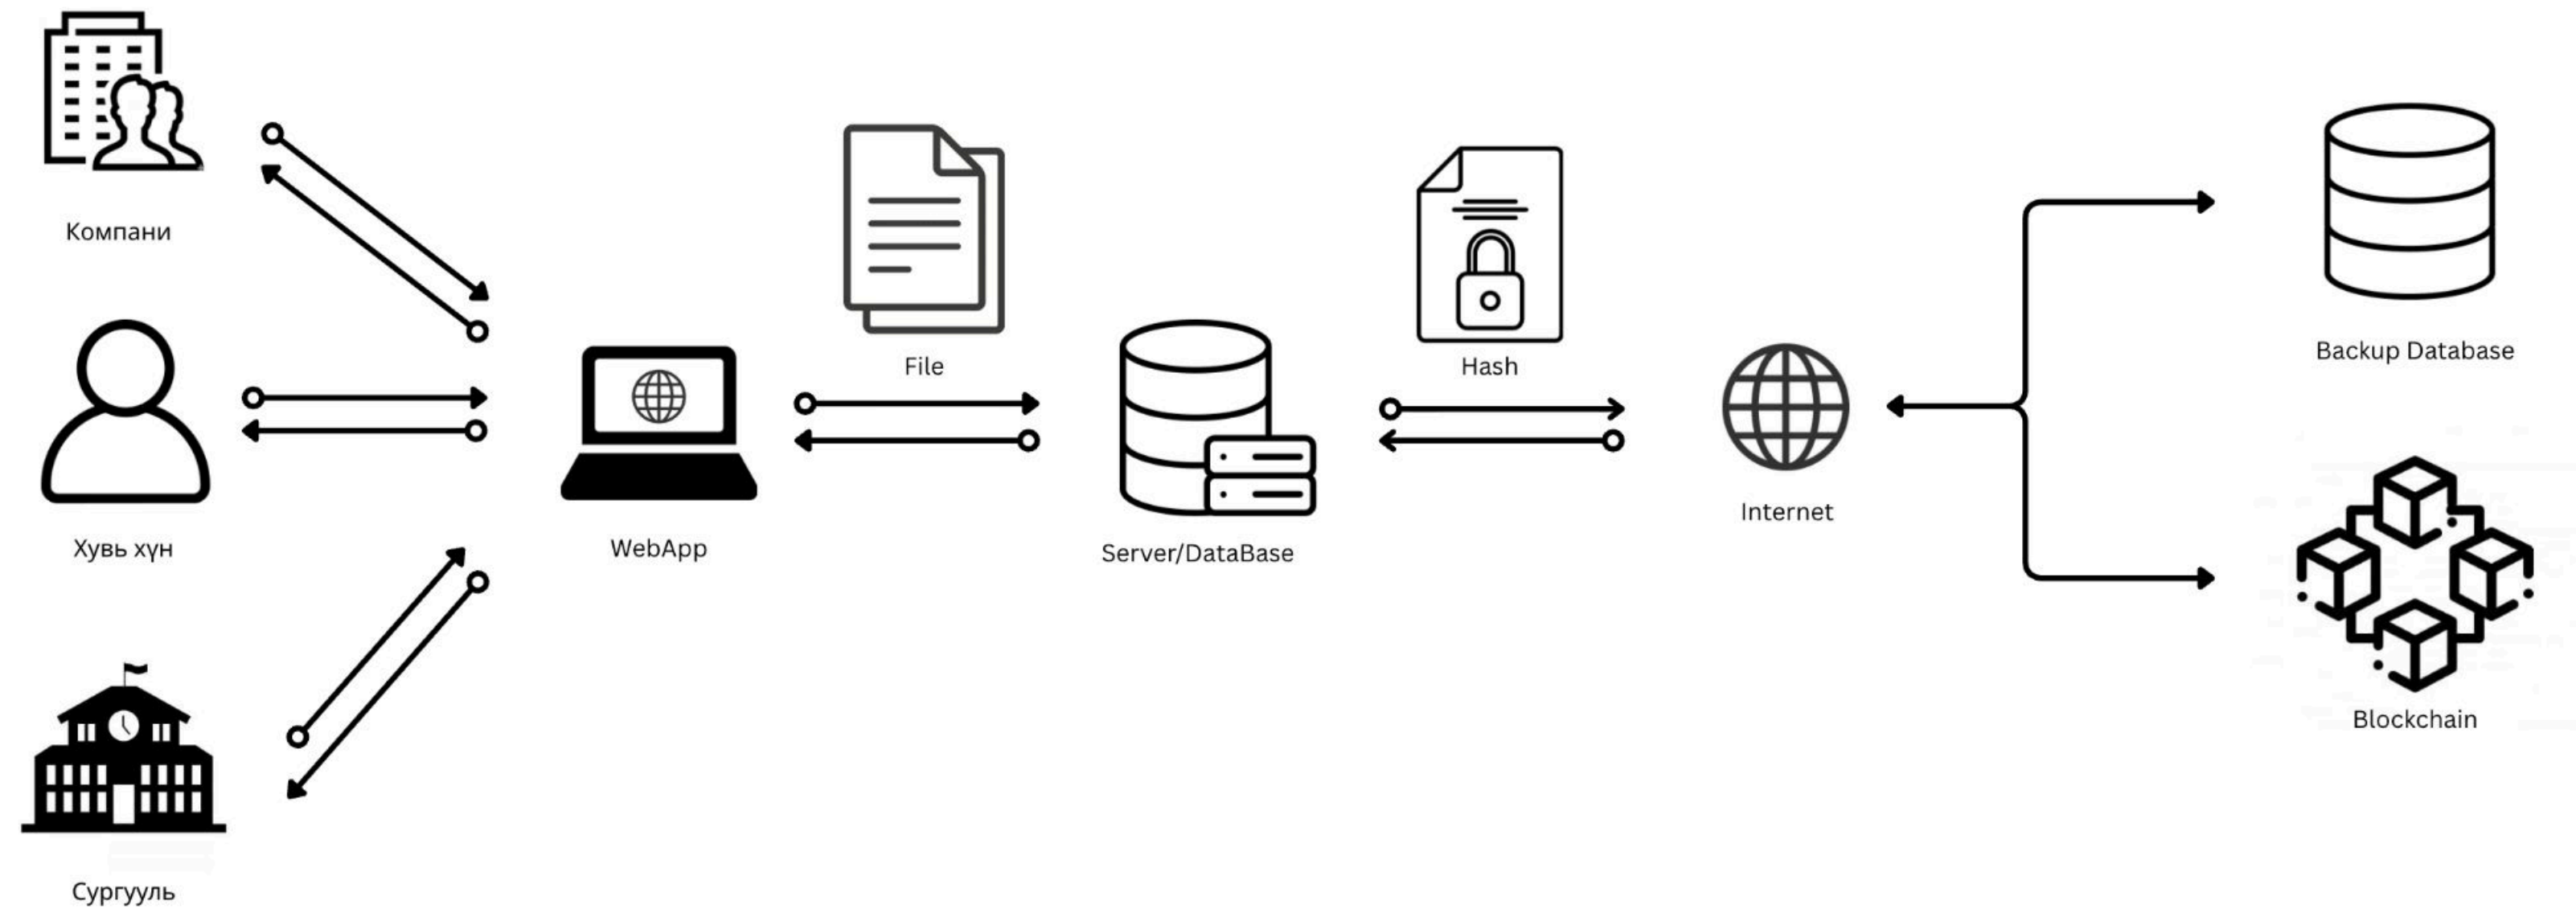 Компани
Хувь хүн
Сургууль
WebApp
File
Server/DataBase
Hash
Internet
Backup Database
Blockchain